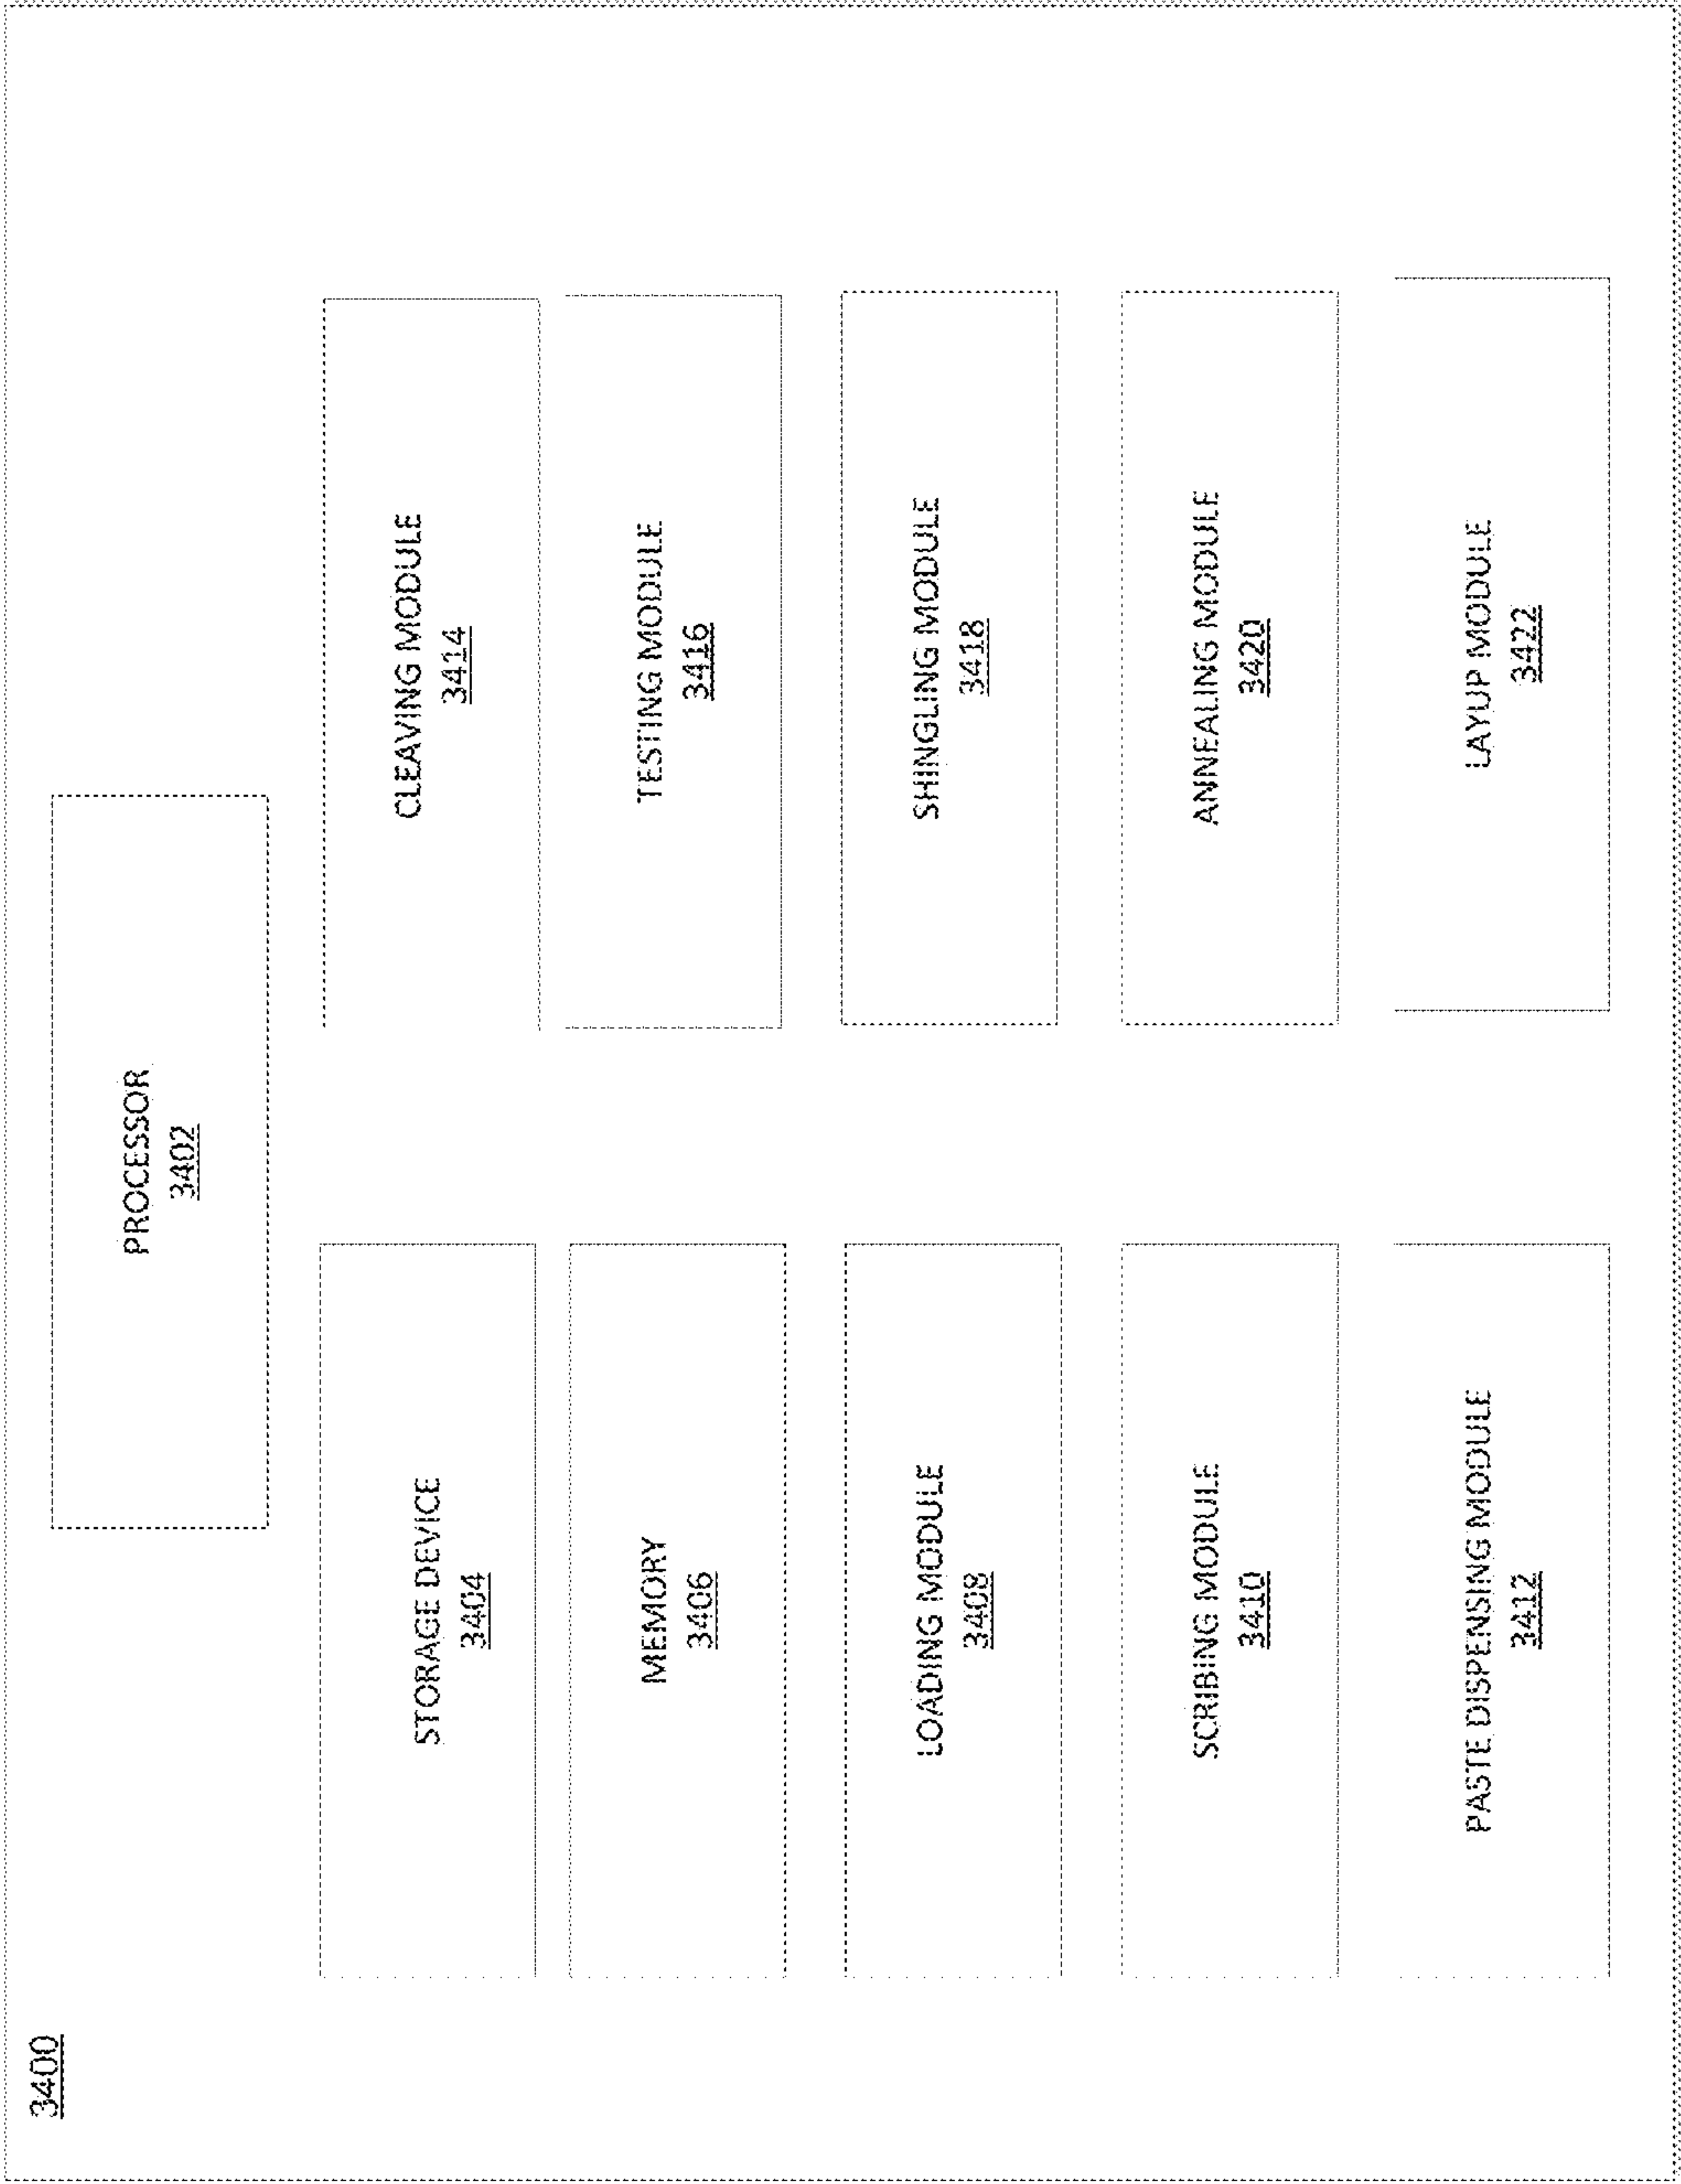 3400
PROCESSOR
3402
STORAGE DEVICE
3404
MEMORY
3406
LOADING MODULE
3408
SCRIBING MODULE
3410
PASTE DISPENSING MODULE
3412
CLEAVING MODULE
3414
TESTING MODULE
3416
SHINGLING MODULE
3418
ANNEALING MODULE
3420
LAYUP MODULE
3422